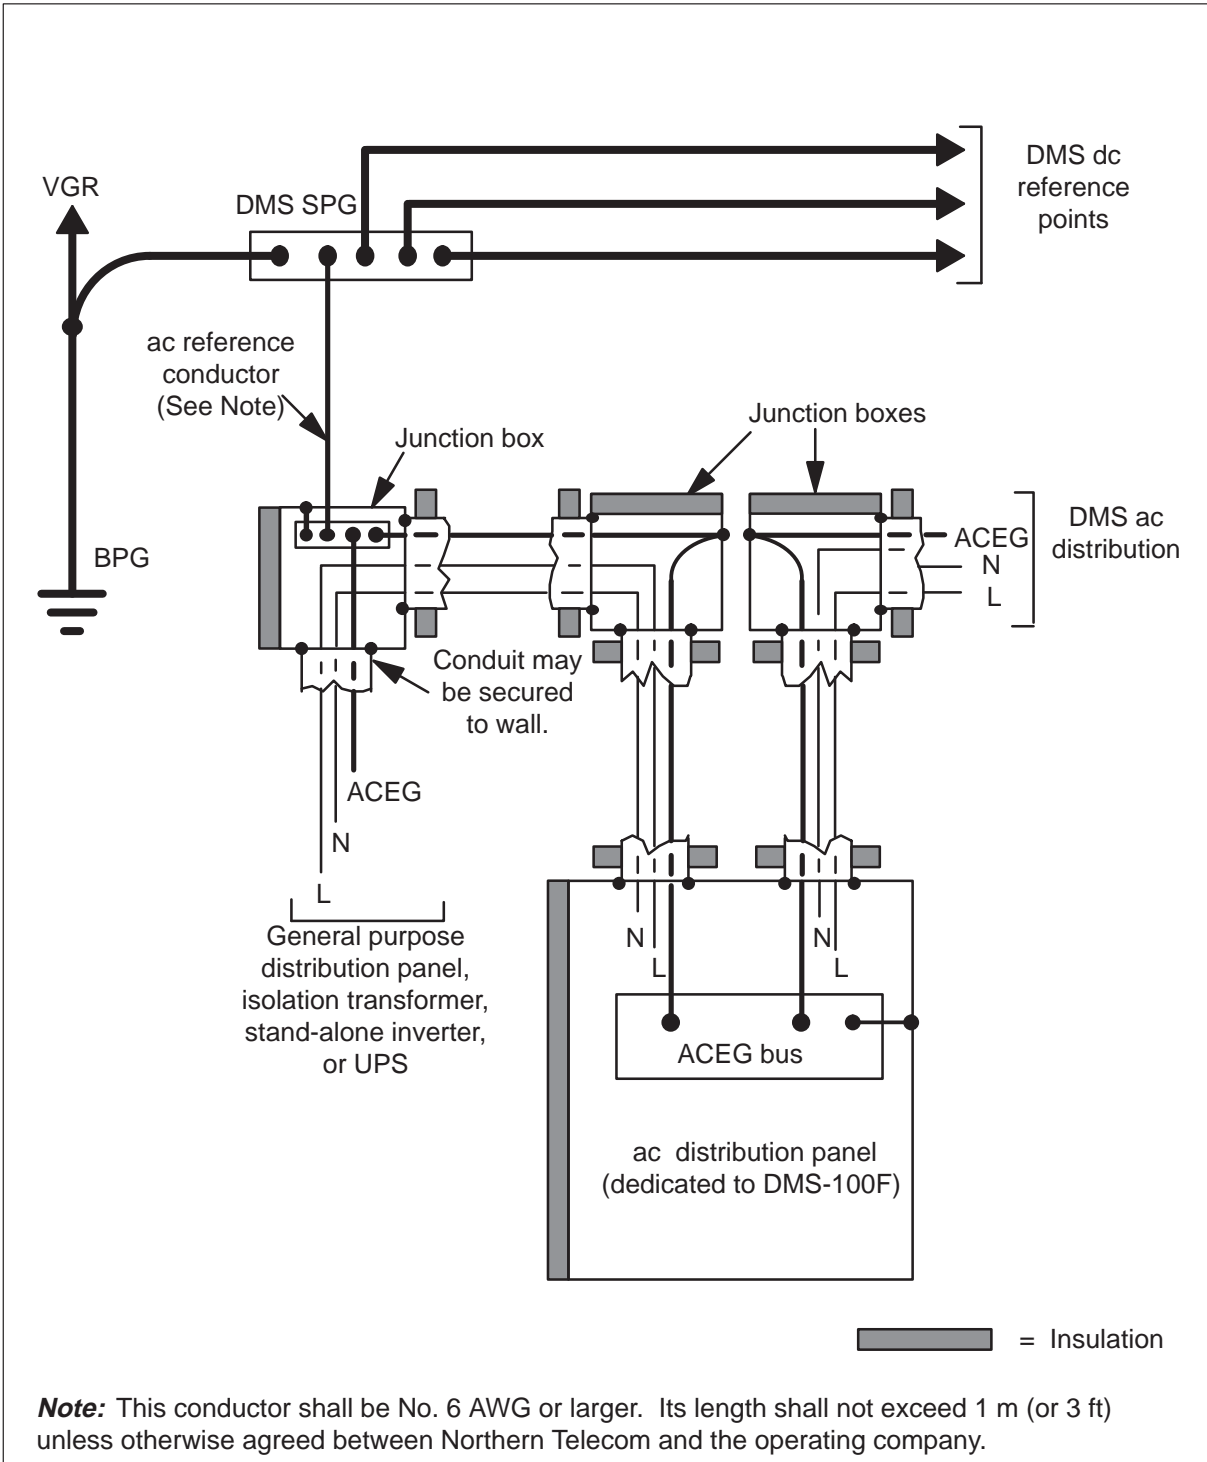 VGR
DMS SPG
DMS dc
reference
points
ac reference
conductor
(See Note)
Junction box
Junction boxes
BPG
ACEG
N
L
DMS ac
distribution
Conduit may
be secured
to wall.
ACEG
N
L
General purpose
distribution panel,
isolation transformer,
stand-alone inverter,
or UPS
N
L
N
L
ACEG bus
ac distribution panel
(dedicated to DMS-100F)
= Insulation
Note: This conductor shall be No. 6 AWG or larger. Its length shall not exceed 1 m (or 3 ft)
unless otherwise agreed between Northern Telecom and the operating company.